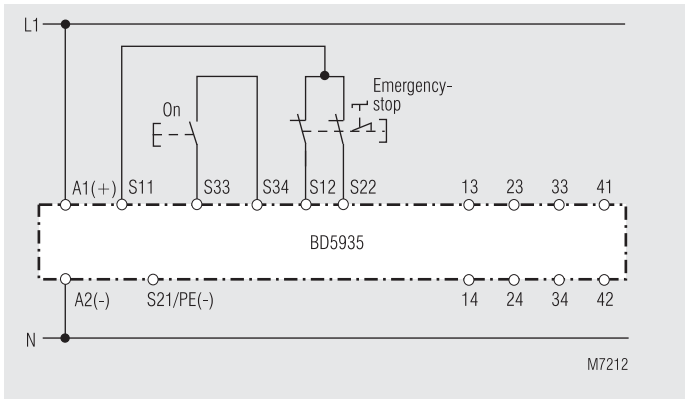 L1
Emergency-
stop
On
A1(+) S11 S33 S34 S12 S22 13 23 33 41
BD5935
A2(-) S21/PE(-) 14 24 34 42
N
M7212